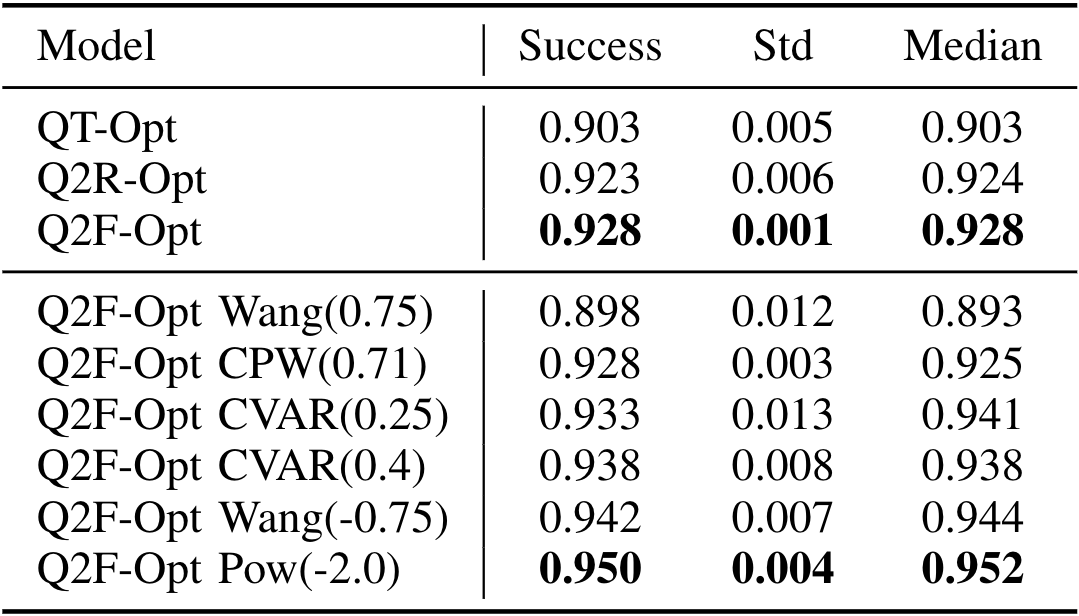 Model Success Std Median
QT-Opt 0.903 0.005 0.903
Q2R-Opt 0.923 0.006 0.924
Q2F-Opt 0.928 0.001 0.928
Q2F-Opt Wang(0.75) 0.898 0.012 0.893
Q2F-Opt CPW(0.71) 0.928 0.003 0.925
Q2F-Opt CVAR(0.25) 0.933 0.013 0.941
Q2F-Opt CVAR(0.4) 0.938 0.008 0.938
Q2F-Opt Wang(-0.75) 0.942 0.007 0.944
Q2F-Opt Pow(-2.0) 0.950 0.004 0.952